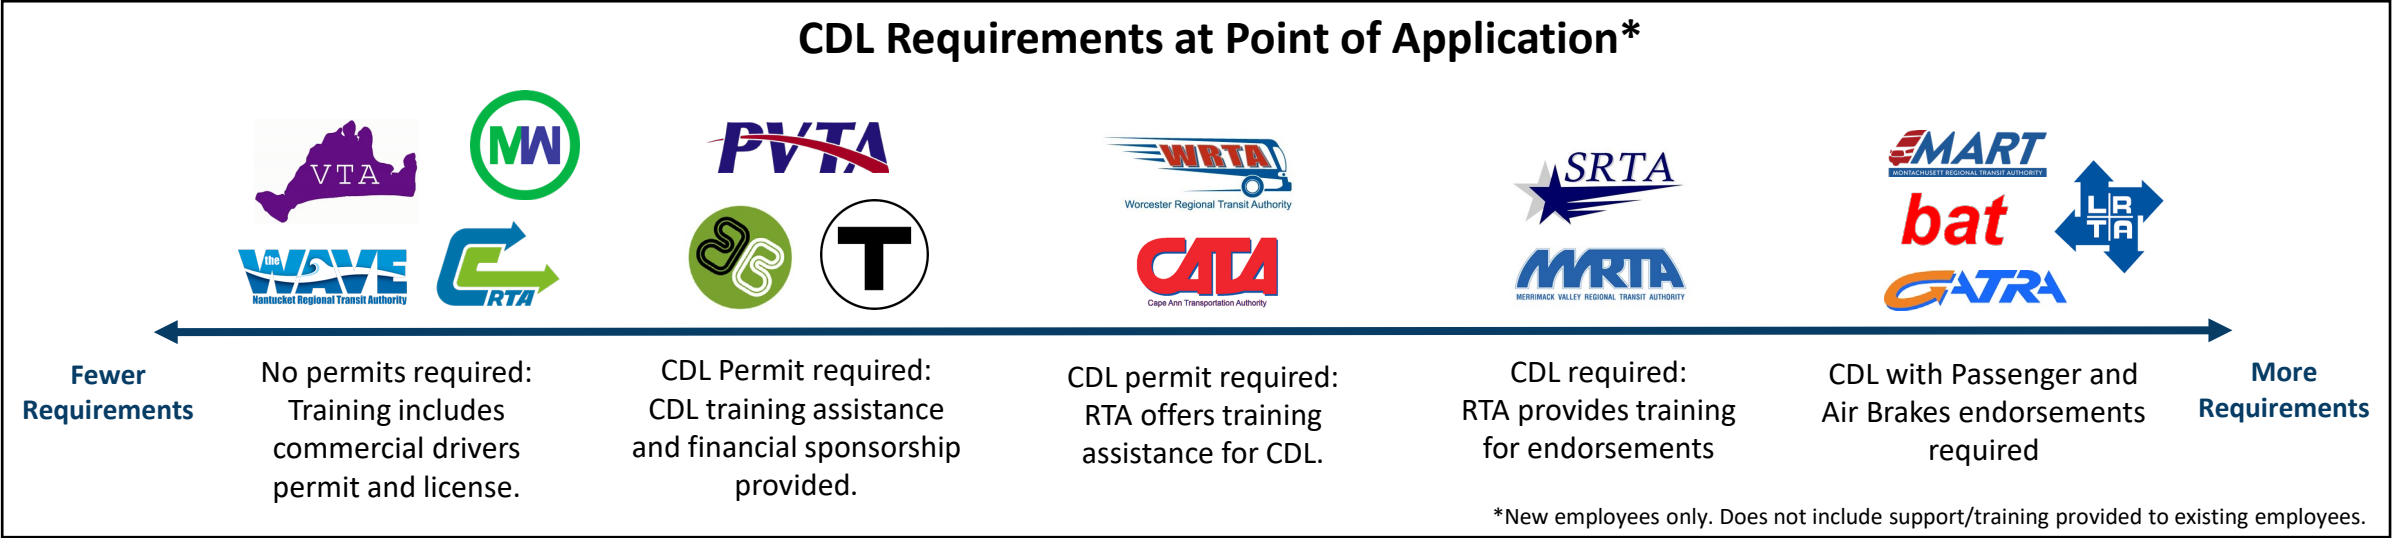 CDL Requirements at Point of Application*
VTA
MW
the
WAVE
Nantucket Regional Transit Authority
CRTA
PVTA
T
WRTA
Worcester Regional Transit Authority
CATA
Cape Ann Transportation Authority
SRTA
MVRTA
MERRIMACK VALLEY REGIONAL TRANSIT AUTHORITY
MART
MONTACHUSETT REGIONAL TRANSIT AUTHORITY
bat
LR
TA
GATRA
Fewer
Requirements
No permits required:
Training includes
commercial drivers
permit and license.
CDL Permit required:
CDL training assistance
and financial sponsorship
provided.
CDL permit required:
RTA offers training
assistance for CDL.
CDL required:
RTA provides training
for endorsements
CDL with Passenger and
Air Brakes endorsements
required
More
Requirements
*New employees only. Does not include support/training provided to existing employees.